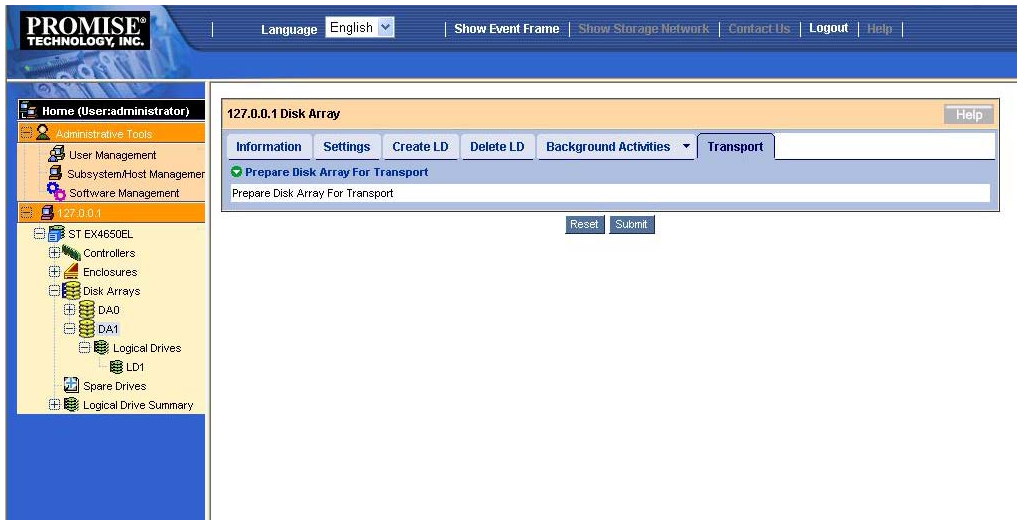 PROMISE®
TECHNOLOGY, INC.
Language English | Show Event Frame | Show Storage Network | Contact Us | Logout | Help |
Home (User:administrator)
Administrative Tools
User Management
Subsystem/Host Managemer
Software Management
127.0.0.1
ST EX4650EL
Controllers
Enclosures
Disk Arrays
DA0
DA1
Logical Drives
LD1
Spare Drives
Logical Drive Summary
127.0.0.1 Disk Array
Help
Information Settings Create LD Delete LD Background Activities Transport
Prepare Disk Array For Transport
Prepare Disk Array For Transport
Reset Submit